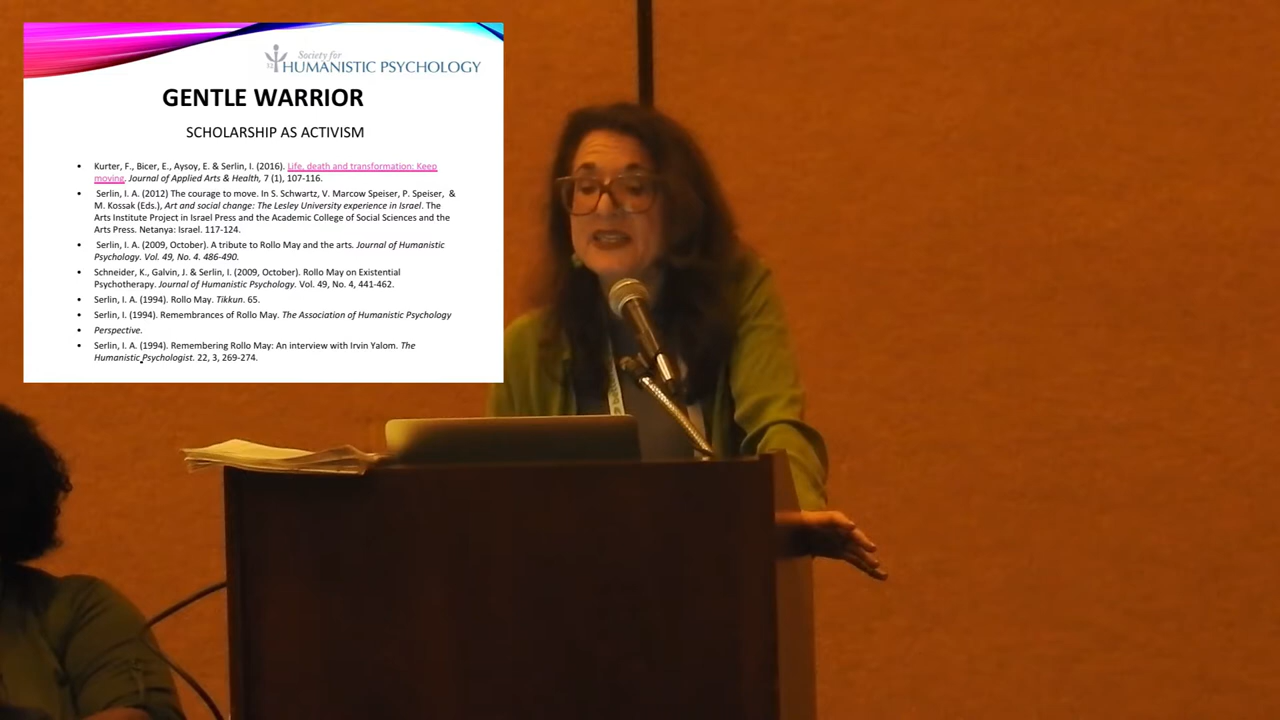 Society for
HUMANISTIC PSYCHOLOGY
GENTLE WARRIOR
SCHOLARSHIP AS ACTIVISM
• Kurter, F., Bicer, E., Aysoy, E. & Serlin, I. (2016). Life, death and transformation: Keep
moving. Journal of Applied Arts & Health, 7 (1), 107-116.
• Serlin, I. A. (2012) The courage to move. In S. Schwartz, V. Marcow Speiser, P. Speiser, &
M. Kossak (Eds.), Art and social change: The Lesley University experience in Israel. The
Arts Institute Project in Israel Press and the Academic College of Social Sciences and the
Arts Press. Netanya: Israel. 117-124.
• Serlin, I. A. (2009, October). A tribute to Rollo May and the arts. Journal of Humanistic
Psychology. Vol. 49, No. 4. 486-490.
• Schneider, K., Galvin, J. & Serlin, I. (2009, October). Rollo May on Existential
Psychotherapy. Journal of Humanistic Psychology. Vol. 49, No. 4, 441-462.
• Serlin, I. A. (1994). Rollo May. Tikkun. 65.
• Serlin, I. (1994). Remembrances of Rollo May. The Association of Humanistic Psychology
• Perspective.
• Serlin, I. A. (1994). Remembering Rollo May: An interview with Irvin Yalom. The
Humanistic Psychologist. 22, 3, 269-274.